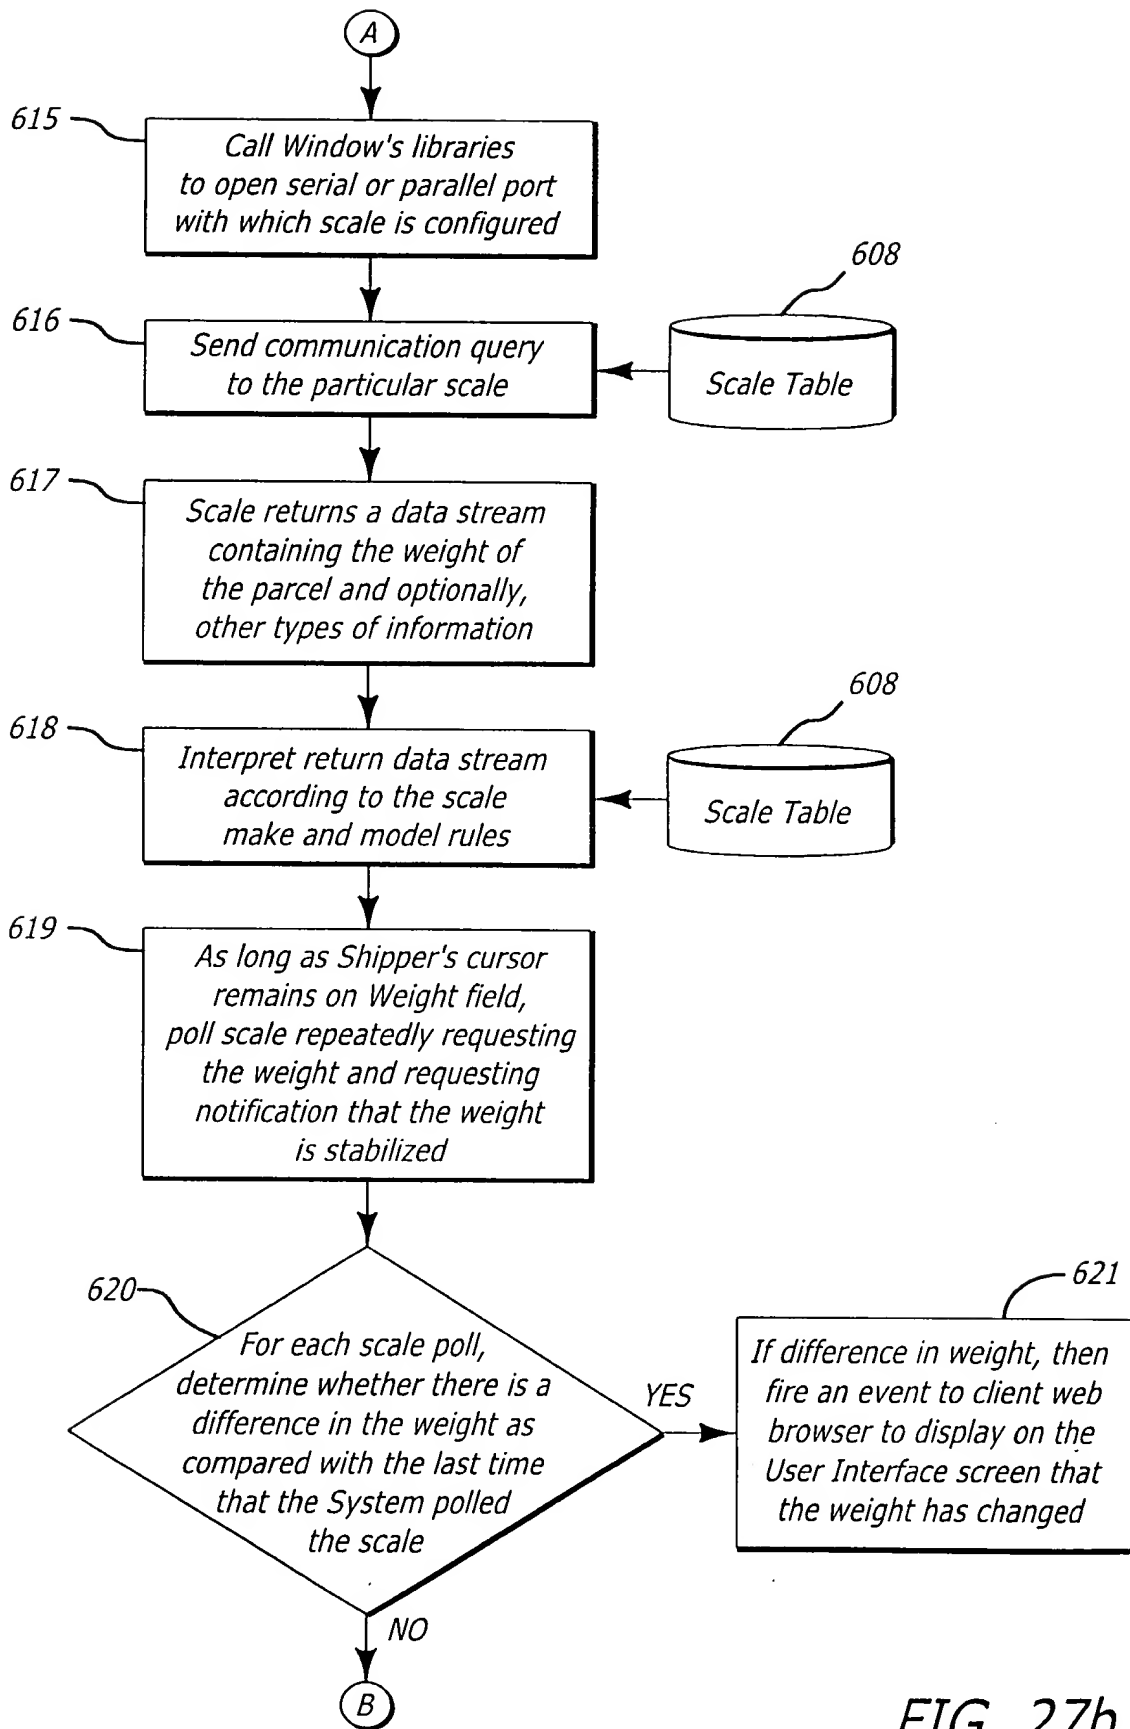 A
615
Call Window's libraries
to open serial or parallel port
with which scale is configured
608
616
Send communication query
to the particular scale
Scale Table
617
Scale returns a data stream
containing the weight of
the parcel and optionally,
other types of information
608
618
Interpret return data stream
according to the scale
make and model rules
Scale Table
619
As long as Shipper's cursor
remains on Weight field,
poll scale repeatedly requesting
the weight and requesting
notification that the weight
is stabilized
620
For each scale poll,
determine whether there is a
difference in the weight as
compared with the last time
that the System polled
the scale
YES
621
If difference in weight, then
fire an event to client web
browser to display on the
User Interface screen that
the weight has changed
NO
B
FIG. 27b